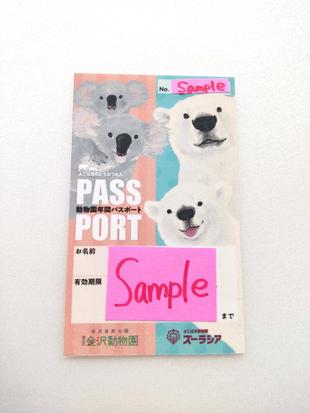 No. Sample
よこはまのどうぶつえん
PASS
動物園年間パスポート
PORT
お名前
有効期限
Sample
まで
金沢動物園
よこはま動物園
ズーラシア